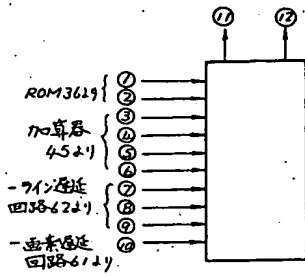 ⑪ ⑫
ROM3629
①
②
加算器
45より
③
④
⑤
⑥
一ライン遅延
回路62より
⑦
⑧
⑨
一画素遅延
回路61より
⑩